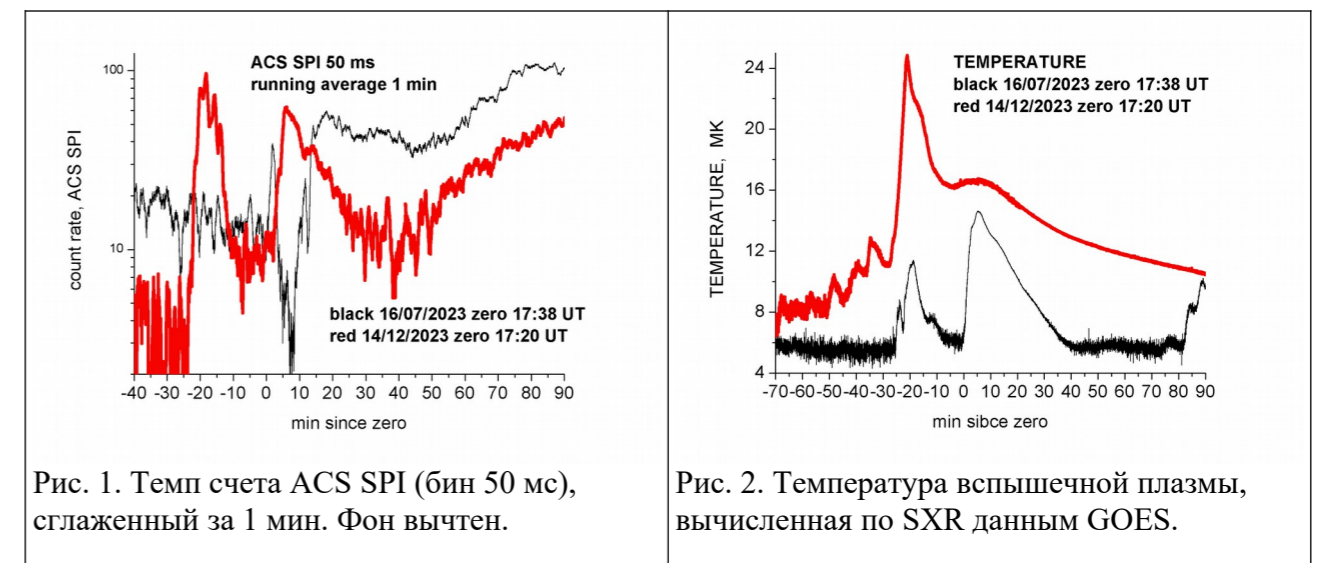 ACS SPI 50 ms
running average 1 min
100
10
count rate, ACS SPI
black 16/07/2023 zero 17:38 UT
red 14/12/2023 zero 17:20 UT
-40 -30 -20 -10 0 10 20 30 40 50 60 70 80 90
min since zero
Рис. 1. Темп счета ACS SPI (бин 50 мс),
сглаженный за 1 мин. Фон вычтен.
TEMPERATURE
black 16/07/2023 zero 17:38 UT
red 14/12/2023 zero 17:20 UT
24
20
16
12
8
4
TEMPERATURE, MK
-70-60-50-40-30-20-10 0 10 20 30 40 50 60 70 80 90
min sibce zero
Рис. 2. Температура вспышечной плазмы,
вычисленная по SXR данным GOES.